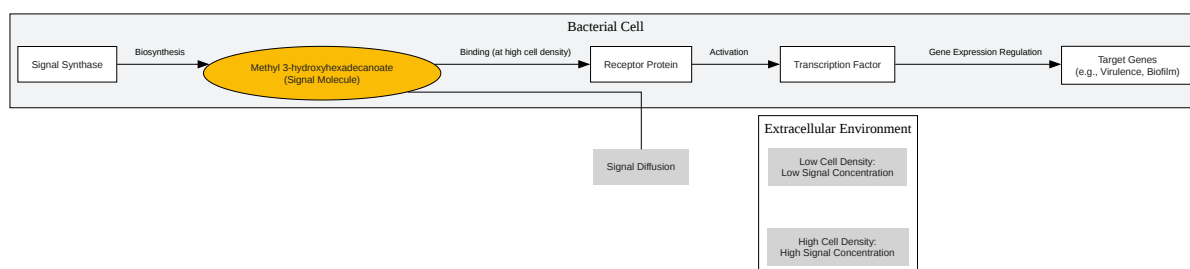 Bacterial Cell
Signal Synthase
Biosynthesis
Methyl 3-hydroxyhexadecanoate
(Signal Molecule)
Binding (at high cell density)
Receptor Protein
Activation
Transcription Factor
Gene Expression Regulation
Target Genes
(e.g., Virulence, Biofilm)
Signal Diffusion
Extracellular Environment
Low Cell Density:
Low Signal Concentration
High Cell Density:
High Signal Concentration